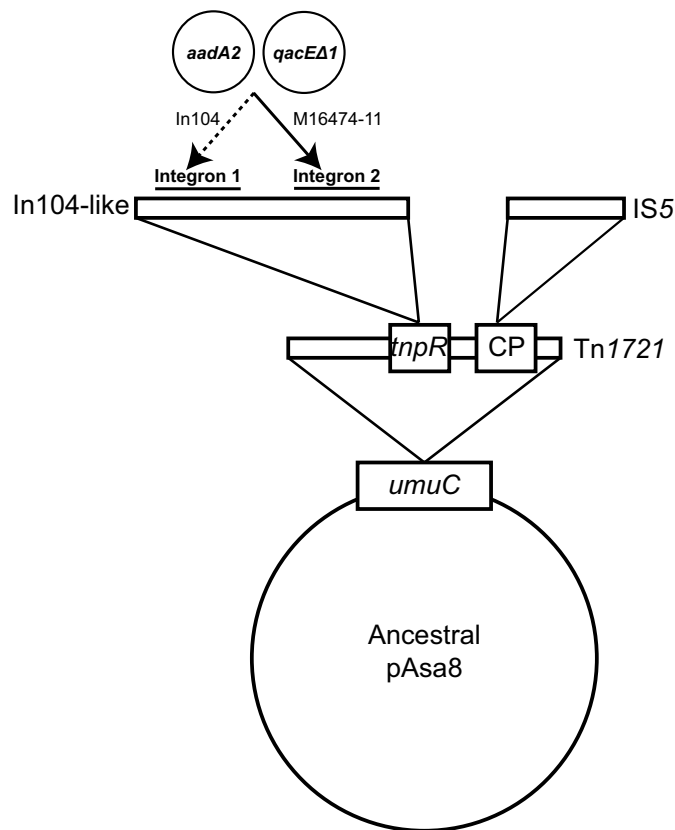 aadA2 qacEΔ1
In104 M16474-11
Integron 1 Integron 2
In104-like IS5
tnpR CP Tn1721
umuC
Ancestral
pAsa8